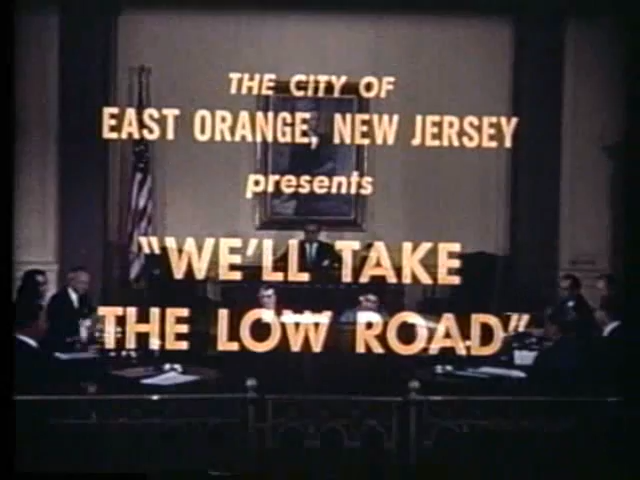 THE CITY OF
EAST ORANGE, NEW JERSEY
presents
"WE'LL TAKE
THE LOW ROAD"